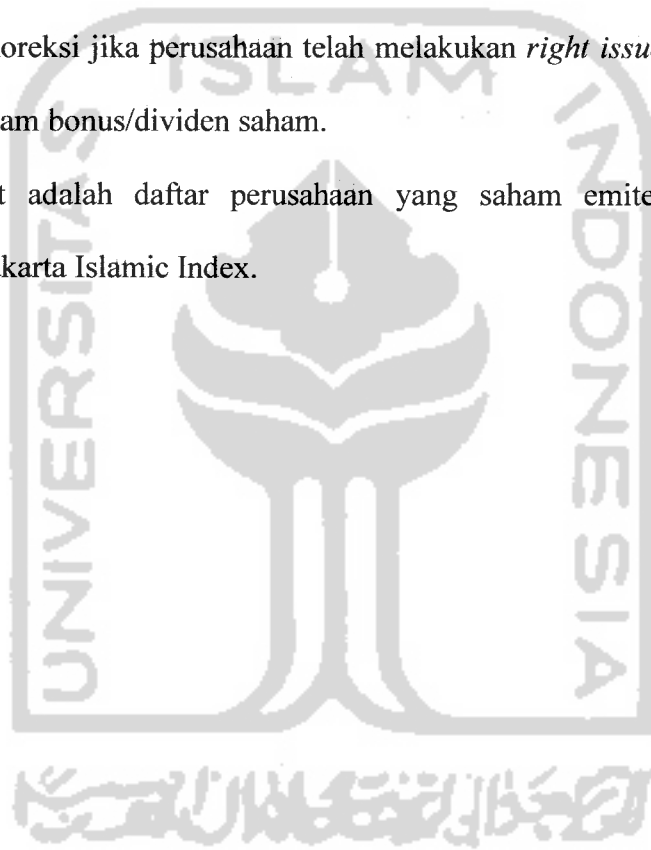 oreksi jika perusahaan telah melakukan right issu
am bonus/dividen saham.
t adalah daftar perusahaan yang saham emite
akarta Islamic Index.
ISLAM
UNIVERSITAS
INDONESIA